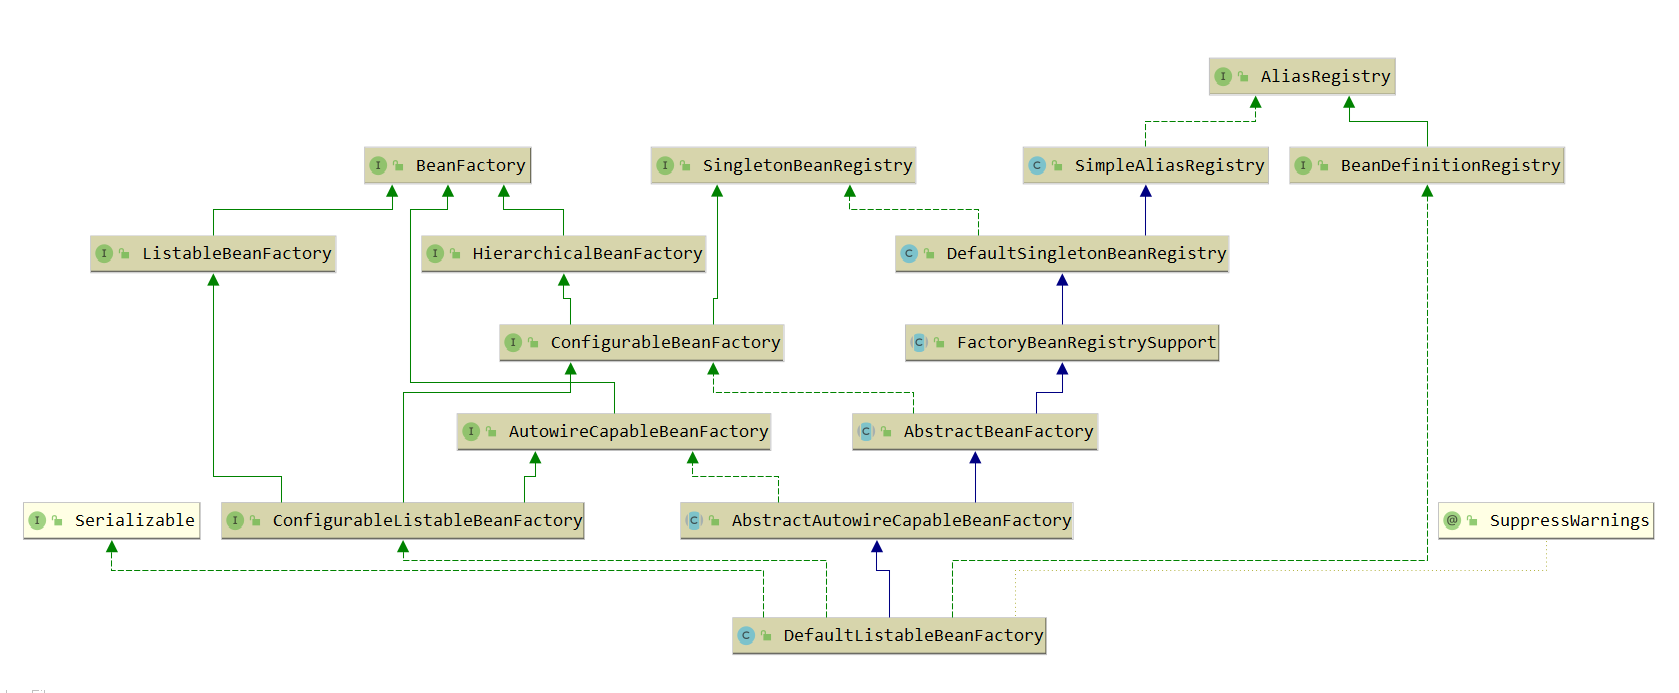 I AliasRegistry
I BeanFactory
I SingletonBeanRegistry
C SimpleAliasRegistry
I BeanDefinitionRegistry
I ListableBeanFactory
I HierarchicalBeanFactory
C DefaultSingletonBeanRegistry
I ConfigurableBeanFactory
C FactoryBeanRegistrySupport
I AutowireCapableBeanFactory
C AbstractBeanFactory
I Serializable
I ConfigurableListableBeanFactory
C AbstractAutowireCapableBeanFactory
@ SuppressWarnings
C DefaultListableBeanFactory